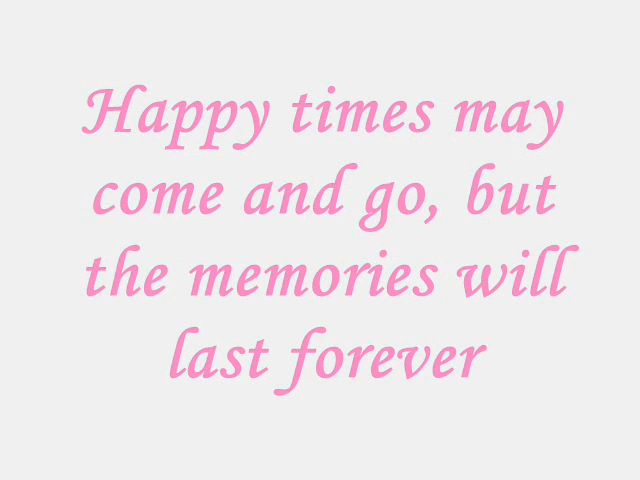 Happy times may
come and go, but
the memories will
last forever